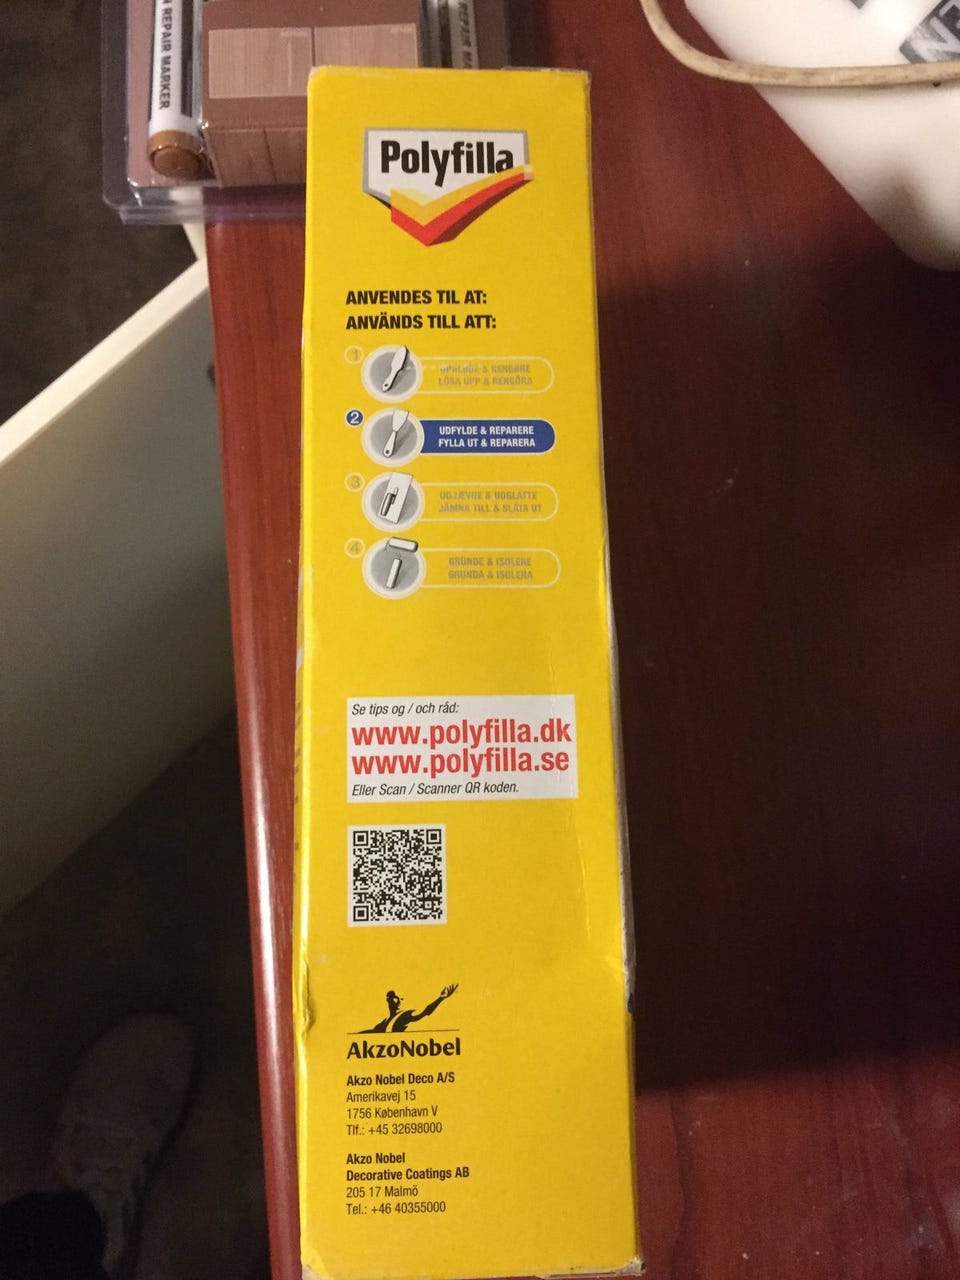 REPAIR MARKER
Polyfilla
ANVENDES TIL AT:
ANVÄNDS TILL ATT:
1
& RENGØRE
LÖSA UPP & RENGÖRA
2
UDFYLDE & REPARERE
FYLLA UT & REPARERA
3
UDJÆVNE & UDGLATTE
JÄMNA TILL & SLÄTA UT
4
GRUNDE & ISOLERE
GRUNDA & ISOLERA
Se tips og / och råd:
www.polyfilla.dk
www.polyfilla.se
Eller Scan / Scanner QR koden.
AkzoNobel
Akzo Nobel Deco A/S
Amerikavej 15
1756 København V
Tlf.: +45 32698000
Akzo Nobel
Decorative Coatings AB
205 17 Malmö
Tel.: +46 40355000